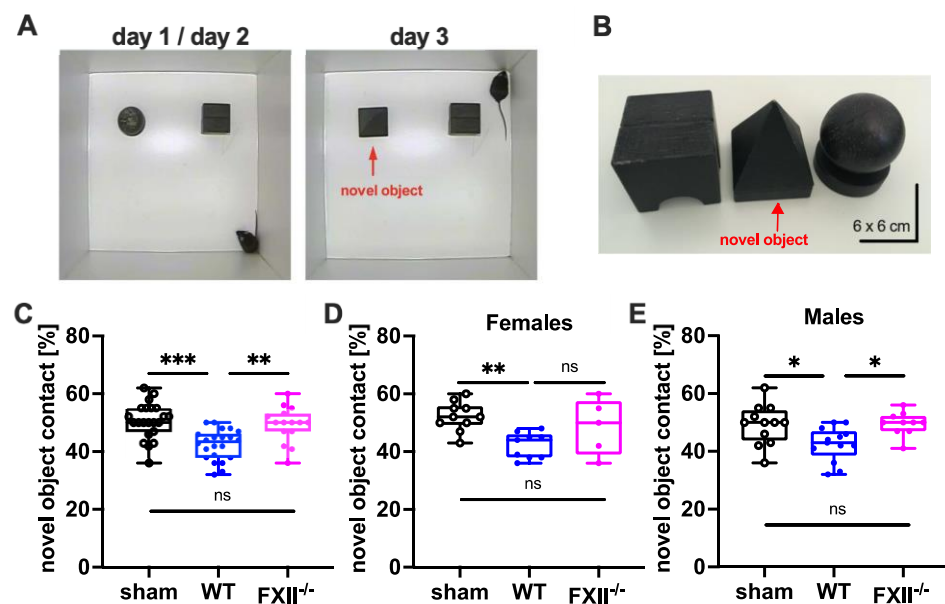 A
day 1 / day 2
day 3
novel object
B
novel object
6 x 6 cm
C
novel object contact [%]
80
60
40
20
0
***
**
ns
sham
WT
FXII-/-
D
Females
novel object contact [%]
80
60
40
20
0
**
ns
ns
sham
WT
FXII-/-
E
Males
novel object contact [%]
80
60
40
20
0
*
*
ns
sham
WT
FXII-/-